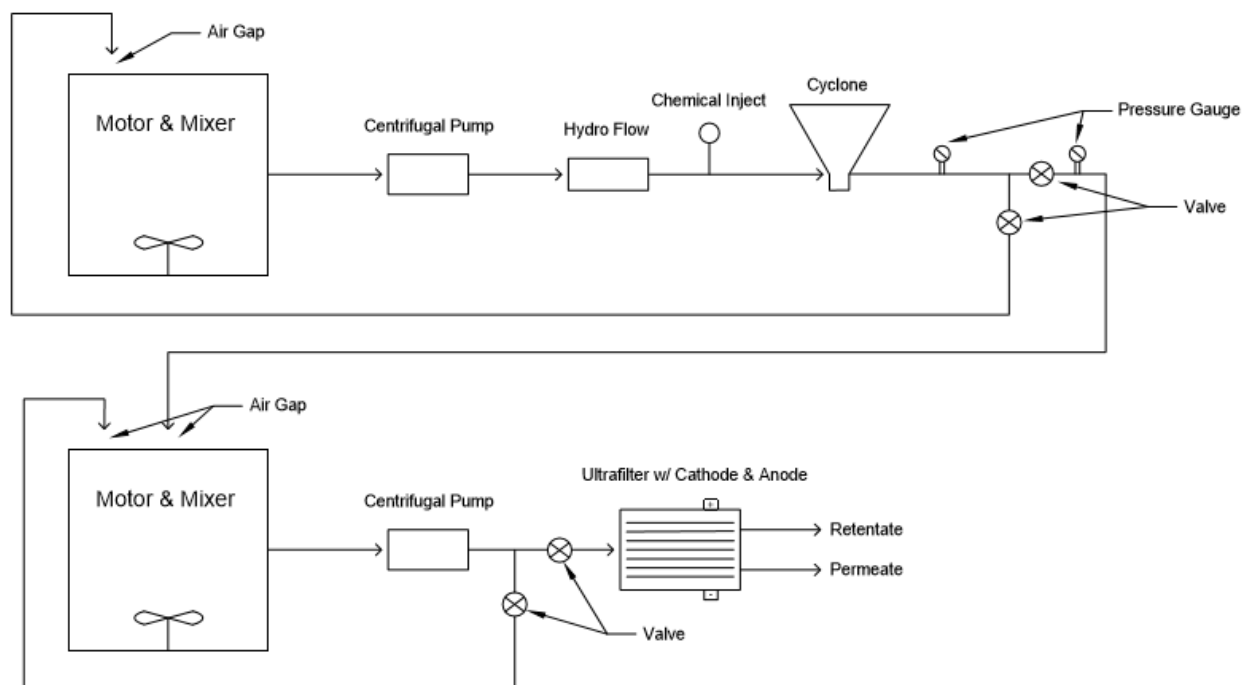 Air Gap
Motor & Mixer
Centrifugal Pump
Hydro Flow
Chemical Inject
Cyclone
Pressure Gauge
Valve
Air Gap
Motor & Mixer
Centrifugal Pump
Ultrafilter w/ Cathode & Anode
+
Retentate
Permeate
-
Valve